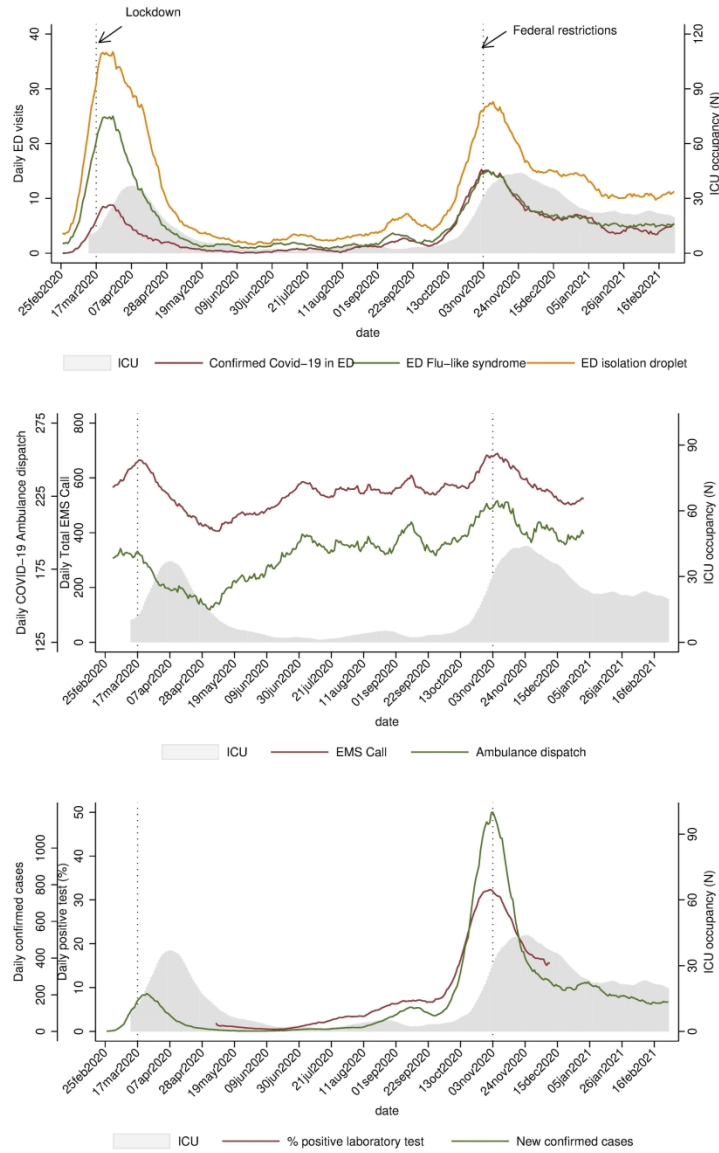 Lockdown
Federal restrictions
Daily ED visits
40
30
20
10
0
120
90
60
30
0
ICU occupancy (N)
25feb2020
17mar2020
07apr2020
28apr2020
19may2020
09jun2020
30jun2020
21jul2020
11aug2020
01sep2020
22sep2020
13oct2020
03nov2020
24nov2020
15dec2020
05jan2021
26jan2021
16feb2021
date
ICU Confirmed Covid-19 in ED ED Flu-like syndrome ED isolation droplet
Daily COVID-19 Ambulance dispatch
275
225
175
125
Daily Total EMS Call
800
600
400
200
0
90
60
30
0
ICU occupancy (N)
25feb2020
17mar2020
07apr2020
28apr2020
19may2020
09jun2020
30jun2020
21jul2020
11aug2020
01sep2020
22sep2020
13oct2020
03nov2020
24nov2020
15dec2020
05jan2021
26jan2021
16feb2021
date
ICU EMS Call Ambulance dispatch
Daily confirmed cases
1000
800
600
400
200
0
Daily positive test (%)
50
40
30
20
10
0
90
60
30
0
ICU occupancy (N)
25feb2020
17mar2020
07apr2020
28apr2020
19may2020
09jun2020
30jun2020
21jul2020
11aug2020
01sep2020
22sep2020
13oct2020
03nov2020
24nov2020
15dec2020
05jan2021
26jan2021
16feb2021
date
ICU % positive laboratory test New confirmed cases